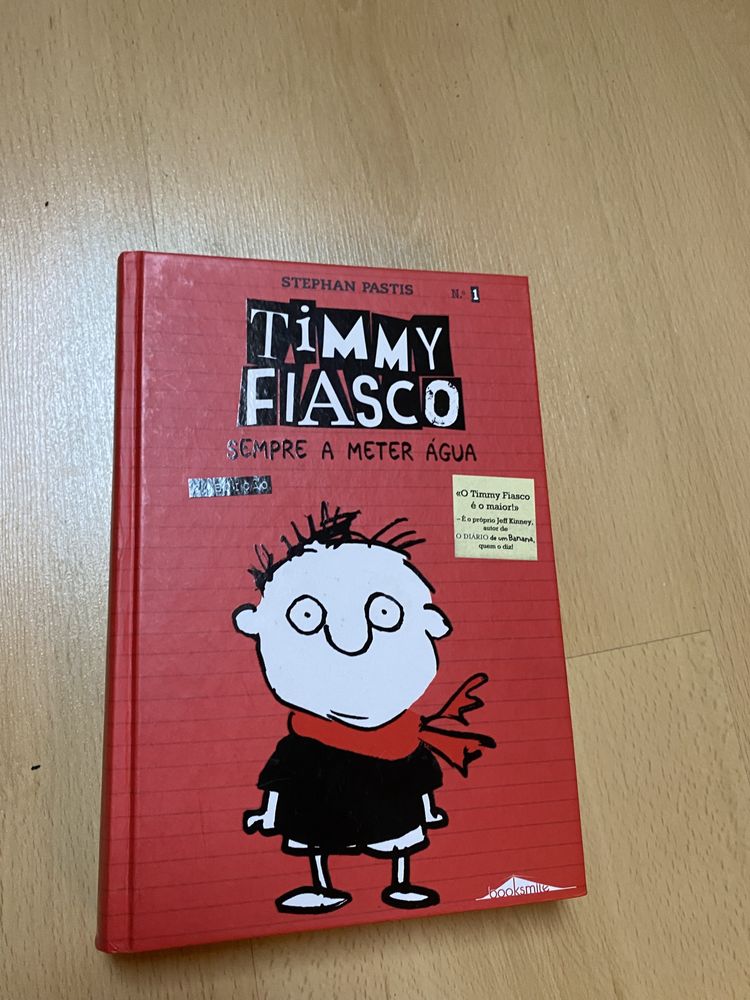 STEPHAN PASTIS
N.º 1
TiMMY
FIASCO
SEMPRE A METER ÁGUA
EDIÇÃO
«O Timmy Fiasco
é o maior!»
– É o próprio Jeff Kinney,
autor de
O DIÁRIO de um Banana,
quem o diz!
booksmile